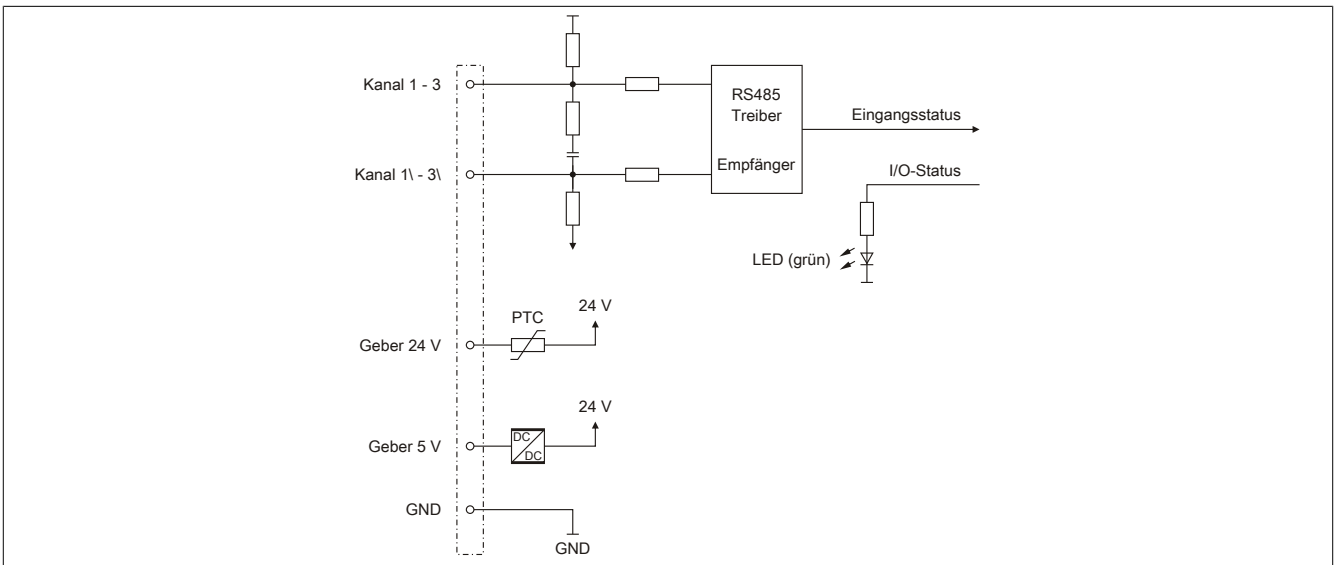 Kanal 1 - 3
RS485
Treiber
Eingangsstatus
Kanal 1\ - 3\
Empfänger
I/O-Status
LED (grün)
24 V
PTC
Geber 24 V
24 V
Geber 5 V
DC
DC
GND
GND